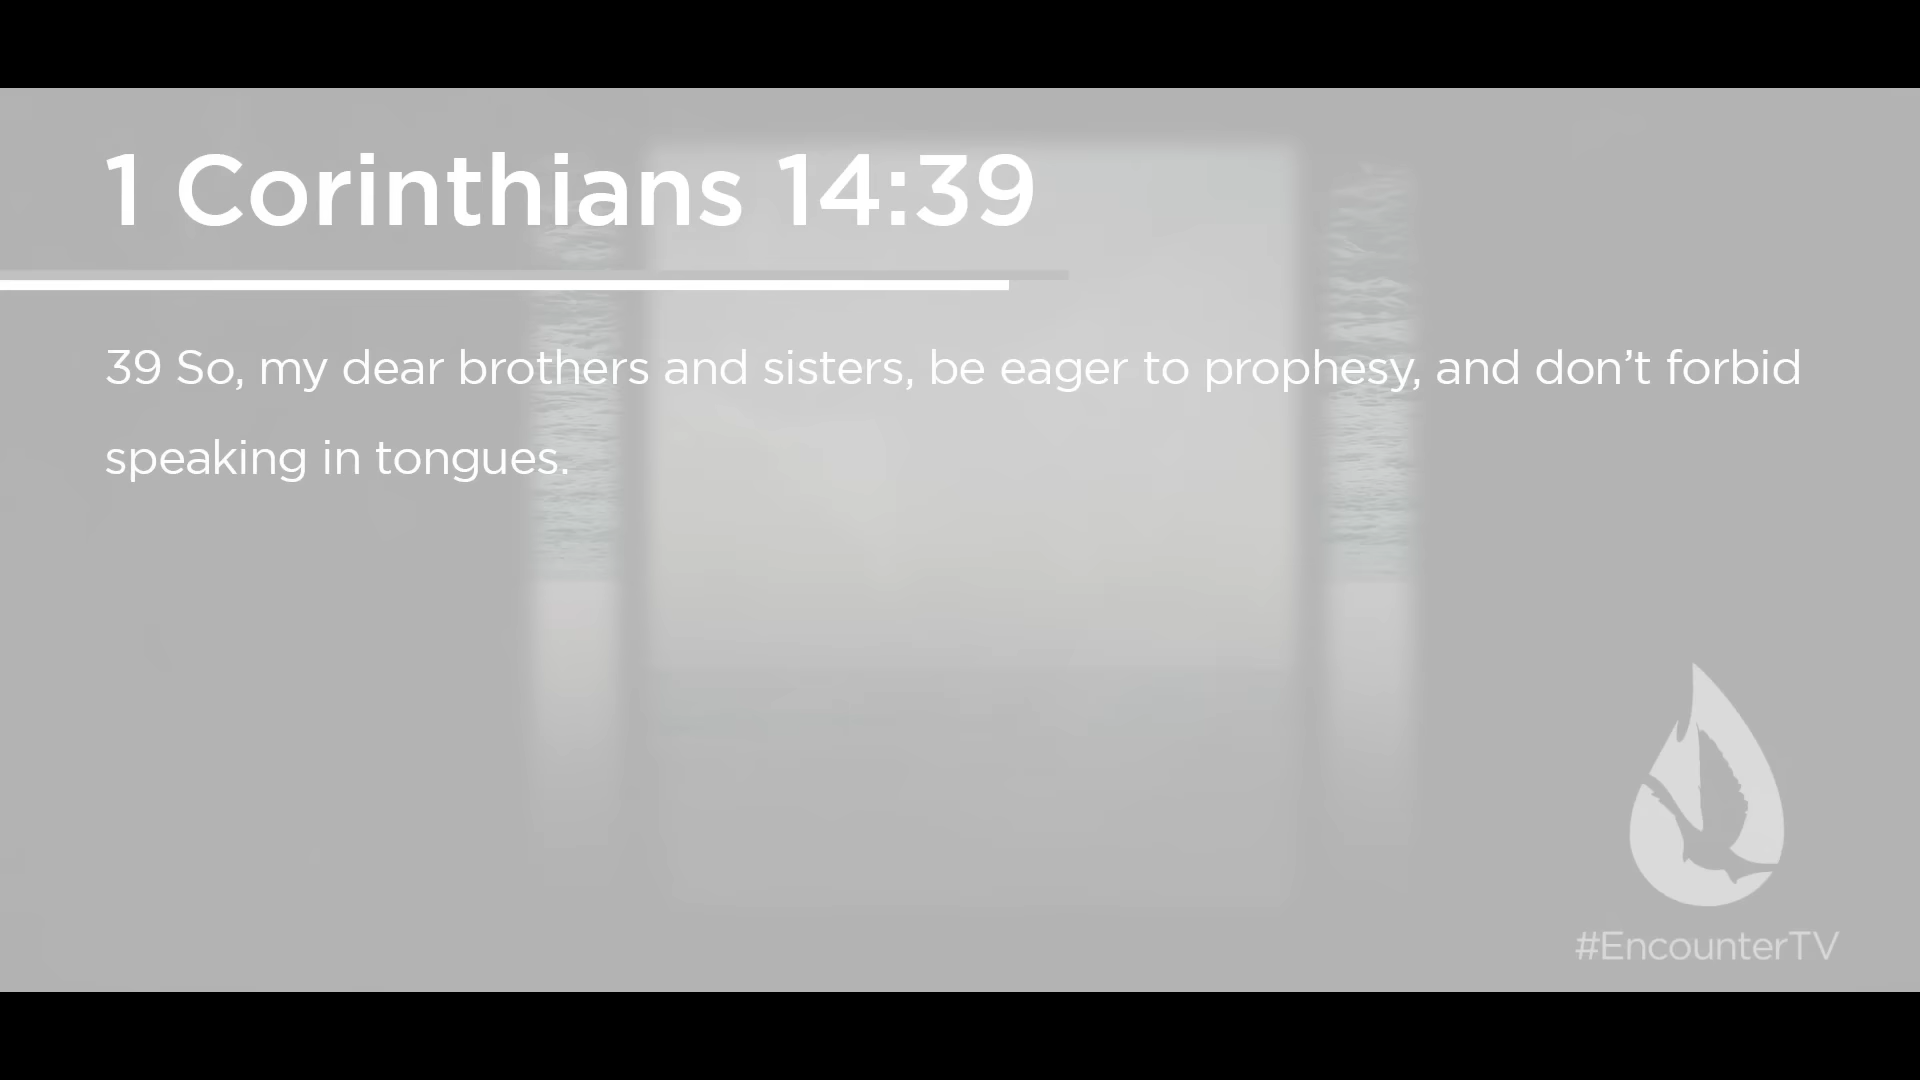 1 Corinthians 14:39
39 So, my dear brothers and sisters, be eager to prophesy, and don’t forbid
speaking in tongues.
#EncounterTV